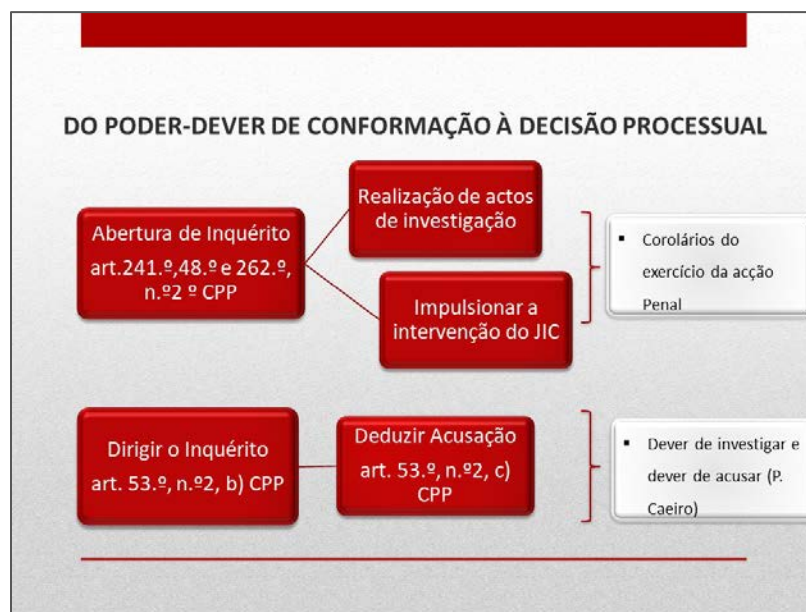 DO PODER-DEVER DE CONFORMAÇÃO À DECISÃO PROCESSUAL
Abertura de Inquérito
art.241.º,48.º e 262.º,
n.º2 º CPP
Realização de actos
de investigação
Impulsionar a
intervenção do JIC
▪ Corolários do
exercício da acção
Penal
Dirigir o Inquérito
art. 53.º, n.º2, b) CPP
Deduzir Acusação
art. 53.º, n.º2, c)
CPP
▪ Dever de investigar e
dever de acusar (P.
Caeiro)